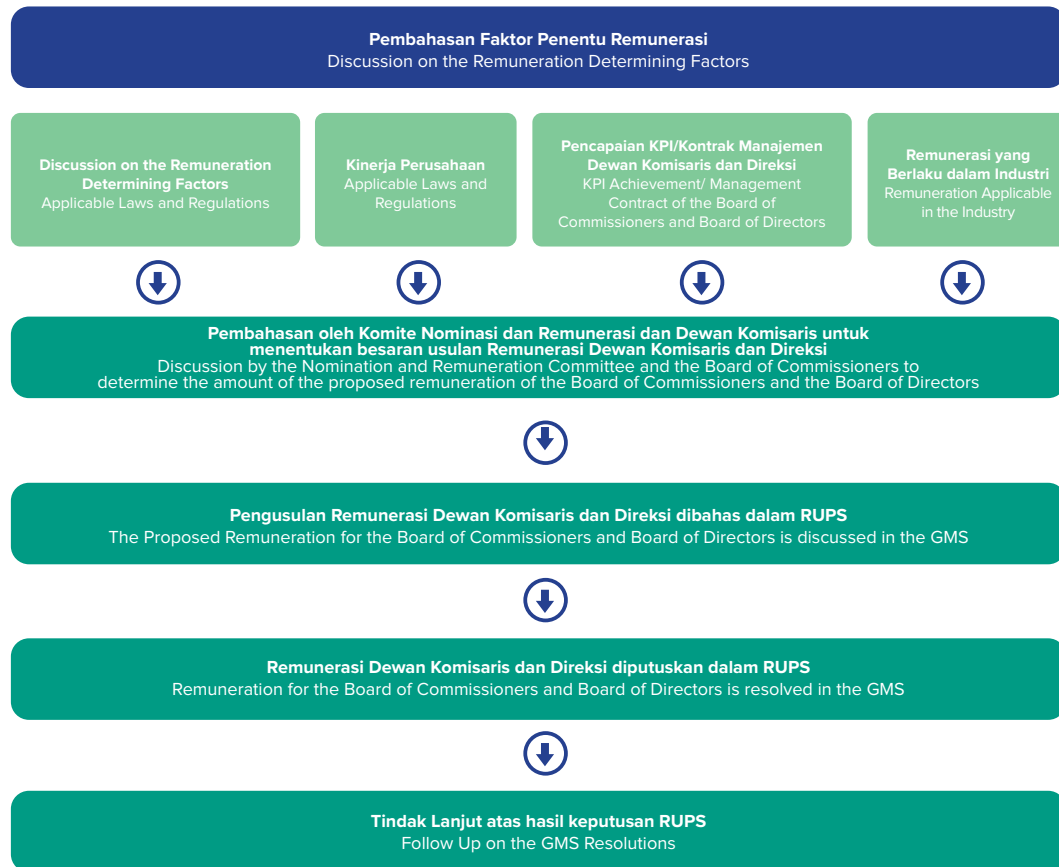 Pembahasan Faktor Penentu Remunerasi
Discussion on the Remuneration Determining Factors
Discussion on the Remuneration
Determining Factors
Applicable Laws and Regulations
Kinerja Perusahaan
Applicable Laws and
Regulations
Pencapaian KPI/Kontrak Manajemen
Dewan Komisaris dan Direksi
KPI Achievement/ Management
Contract of the Board of
Commissioners and Board of Directors
Remunerasi yang
Berlaku dalam Industri
Remuneration Applicable
in the Industry
Pembahasan oleh Komite Nominasi dan Remunerasi dan Dewan Komisaris untuk
menentukan besaran usulan Remunerasi Dewan Komisaris dan Direksi
Discussion by the Nomination and Remuneration Committee and the Board of Commissioners to
determine the amount of the proposed remuneration of the Board of Commissioners and the Board of Directors
Pengusulan Remunerasi Dewan Komisaris dan Direksi dibahas dalam RUPS
The Proposed Remuneration for the Board of Commissioners and Board of Directors is discussed in the GMS
Remunerasi Dewan Komisaris dan Direksi diputuskan dalam RUPS
Remuneration for the Board of Commissioners and Board of Directors is resolved in the GMS
Tindak Lanjut atas hasil keputusan RUPS
Follow Up on the GMS Resolutions